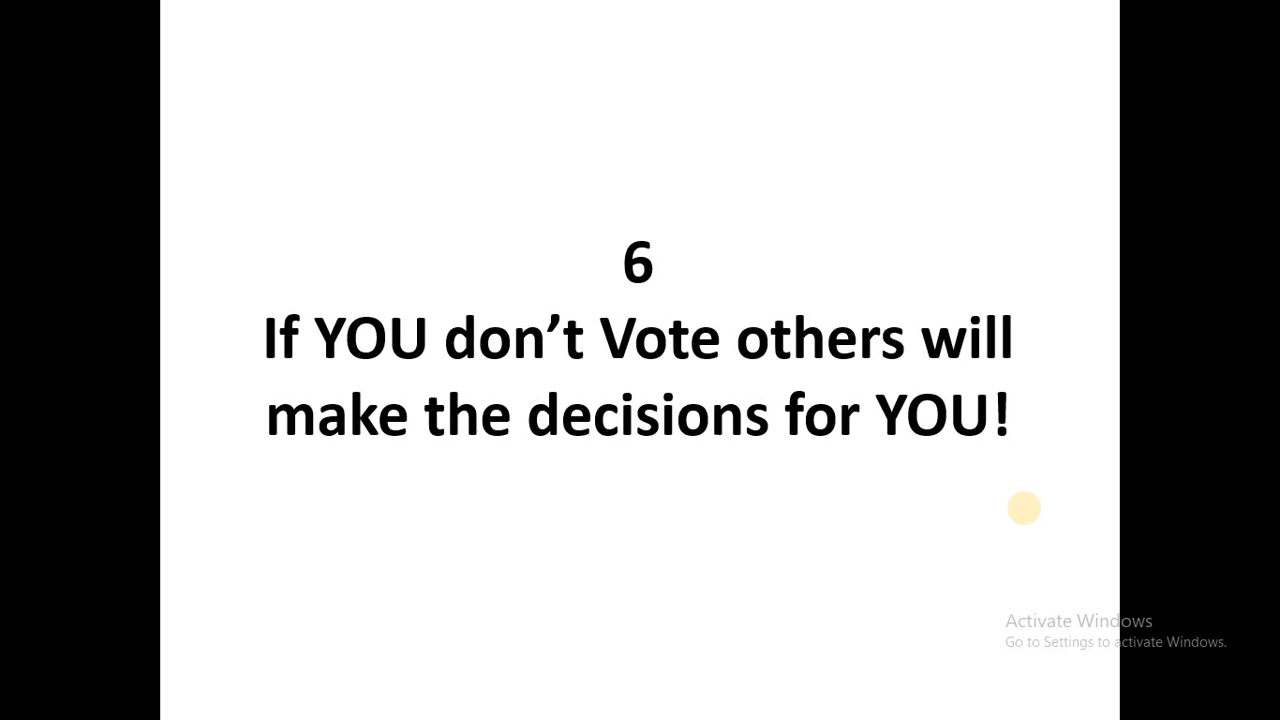 6
If YOU don’t Vote others will
make the decisions for YOU!
Activate Windows
Go to Settings to activate Windows.